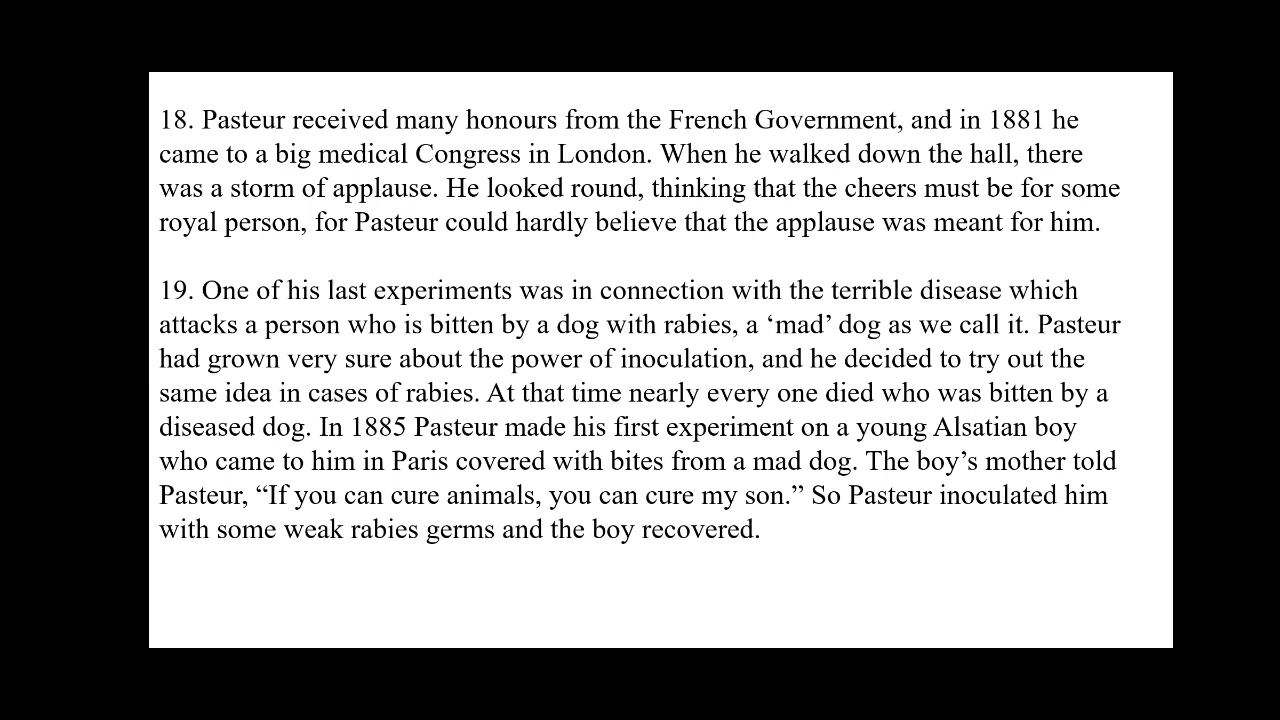 18. Pasteur received many honours from the French Government, and in 1881 he
came to a big medical Congress in London. When he walked down the hall, there
was a storm of applause. He looked round, thinking that the cheers must be for some
royal person, for Pasteur could hardly believe that the applause was meant for him.
19. One of his last experiments was in connection with the terrible disease which
attacks a person who is bitten by a dog with rabies, a ‘mad’ dog as we call it. Pasteur
had grown very sure about the power of inoculation, and he decided to try out the
same idea in cases of rabies. At that time nearly every one died who was bitten by a
diseased dog. In 1885 Pasteur made his first experiment on a young Alsatian boy
who came to him in Paris covered with bites from a mad dog. The boy’s mother told
Pasteur, “If you can cure animals, you can cure my son.” So Pasteur inoculated him
with some weak rabies germs and the boy recovered.